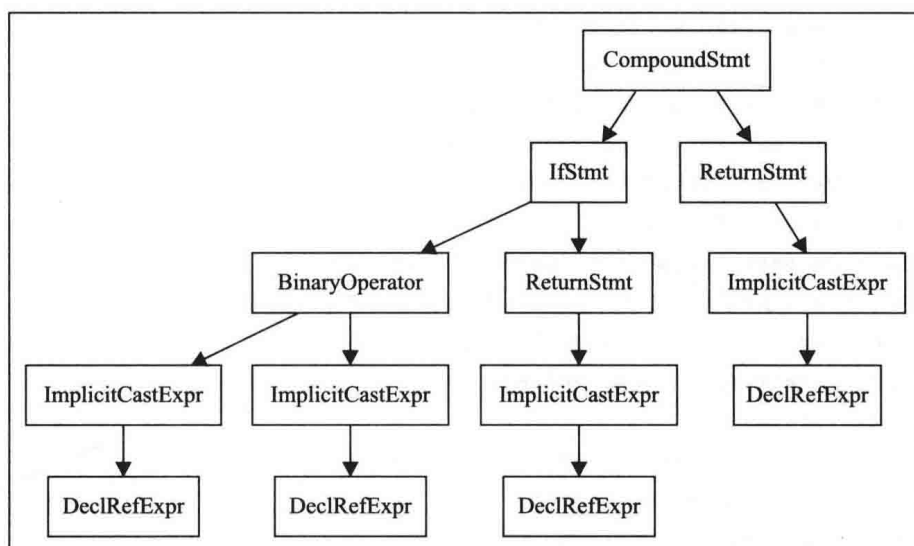 CompoundStmt
IfStmt
ReturnStmt
BinaryOperator
ReturnStmt
ImplicitCastExpr
ImplicitCastExpr
ImplicitCastExpr
ImplicitCastExpr
DeclRefExpr
DeclRefExpr
DeclRefExpr
DeclRefExpr